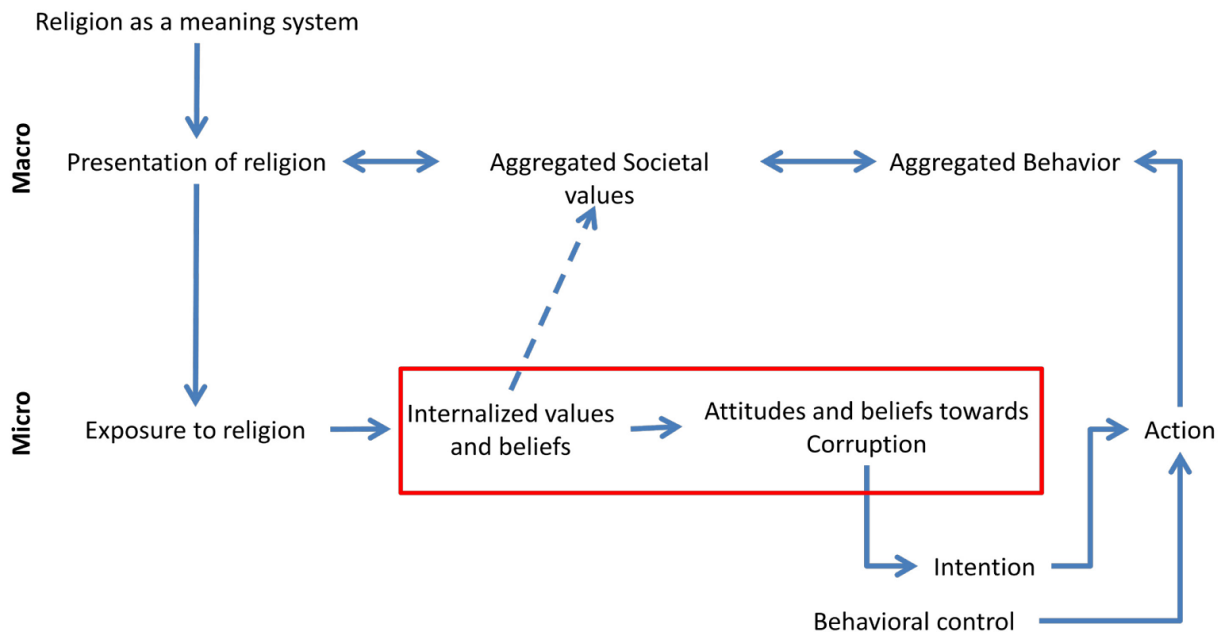 Religion as a meaning system
Macro
Presentation of religion
Aggregated Societal
values
Aggregated Behavior
Micro
Exposure to religion
Internalized values
and beliefs
Attitudes and beliefs towards
Corruption
Action
Intention
Behavioral control